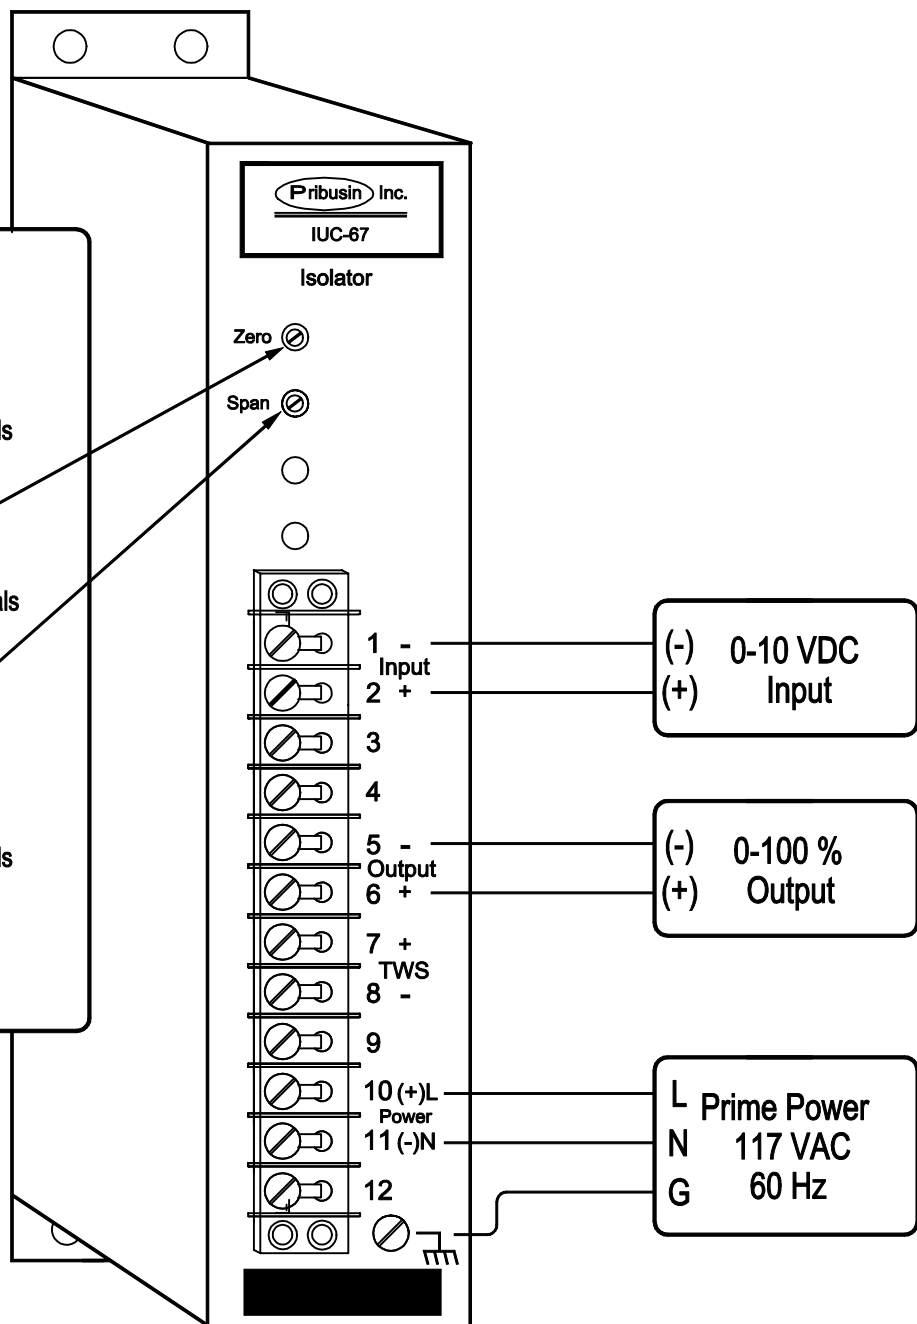 Pribusin Inc.
IUC-67
Isolator
Zero
Span
1 -
Input
2 +
3
4
5 -
Output
6 +
7 +
TWS
8 -
9
10 (+)L
Power
11 (-)N
12
(-) 0-10 VDC
(+) Input
(-) 0-100 %
(+) Output
L Prime Power
N 117 VAC
G 60 Hz